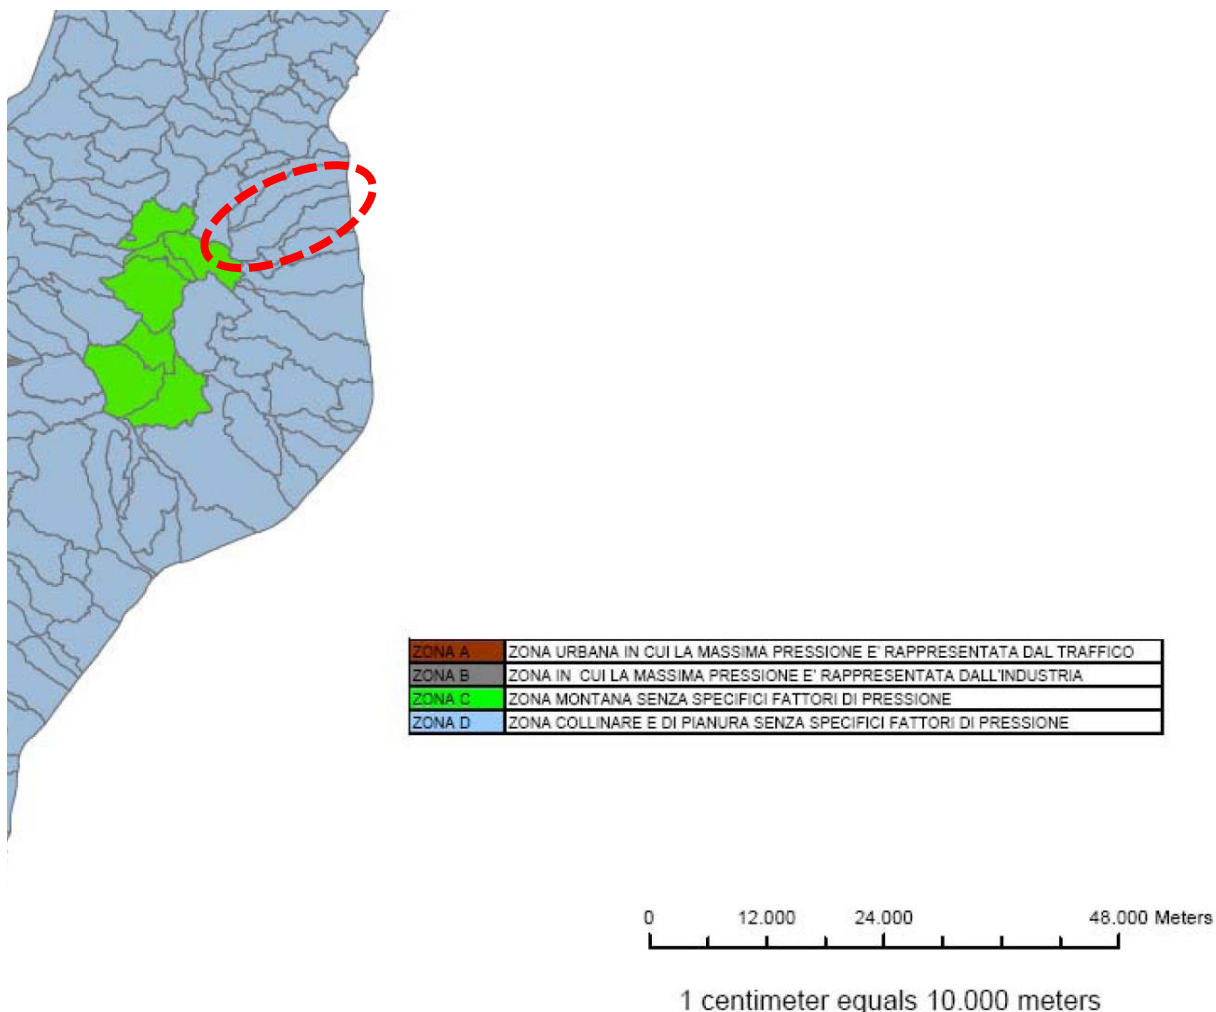 ZONA A ZONA URBANA IN CUI LA MASSIMA PRESSIONE E' RAPPRESENTATA DAL TRAFFICO
ZONA B ZONA IN CUI LA MASSIMA PRESSIONE E' RAPPRESENTATA DALL'INDUSTRIA
ZONA C ZONA MONTANA SENZA SPECIFICI FATTORI DI PRESSIONE
ZONA D ZONA COLLINARE E DI PIANURA SENZA SPECIFICI FATTORI DI PRESSIONE
0 12.000 24.000 48.000 Meters
1 centimeter equals 10.000 meters